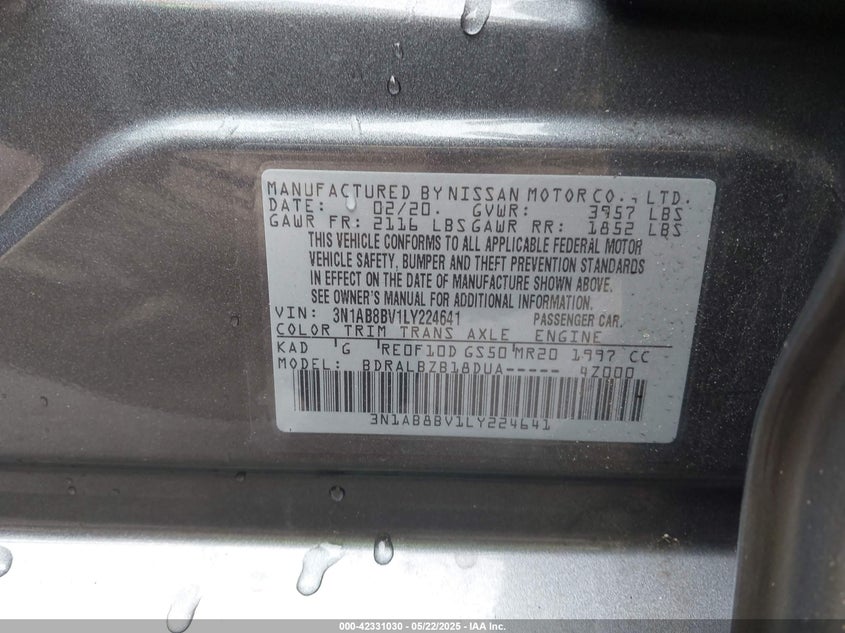 MANUFACTURED BY NISSAN MOTOR CO., LTD.
DATE: 02/20. GVWR: 3957 LBS
GAWR FR: 2116 LBS GAWR RR: 1852 LBS
THIS VEHICLE CONFORMS TO ALL APPLICABLE FEDERAL MOTOR
VEHICLE SAFETY, BUMPER AND THEFT PREVENTION STANDARDS
IN EFFECT ON THE DATE OF MANUFACTURE SHOWN ABOVE.
SEE OWNER'S MANUAL FOR ADDITIONAL INFORMATION.
VIN: 3N1AB8BV1LY224641 PASSENGER CAR.
COLOR TRIM TRANS AXLE ENGINE
KAD G RE0F10D GS50 MR20 1997 CC
MODEL: BDRALBZB18DUA----- 4Z000
3N1AB8BV1LY224641
000-42331030 - 05/22/2025 - IAA Inc.